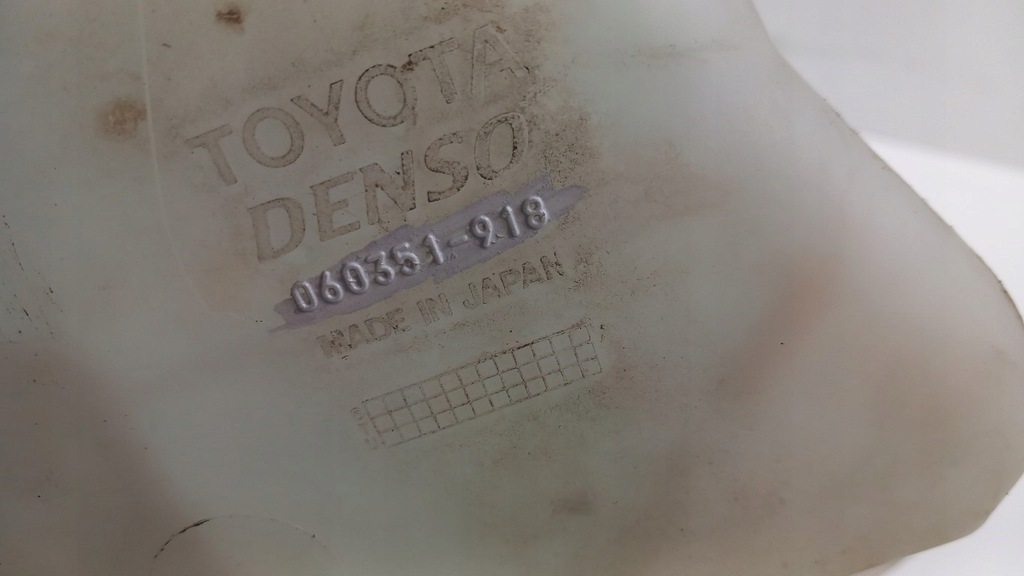 TOYOTA
DENSO
060351-918
MADE IN JAPAN